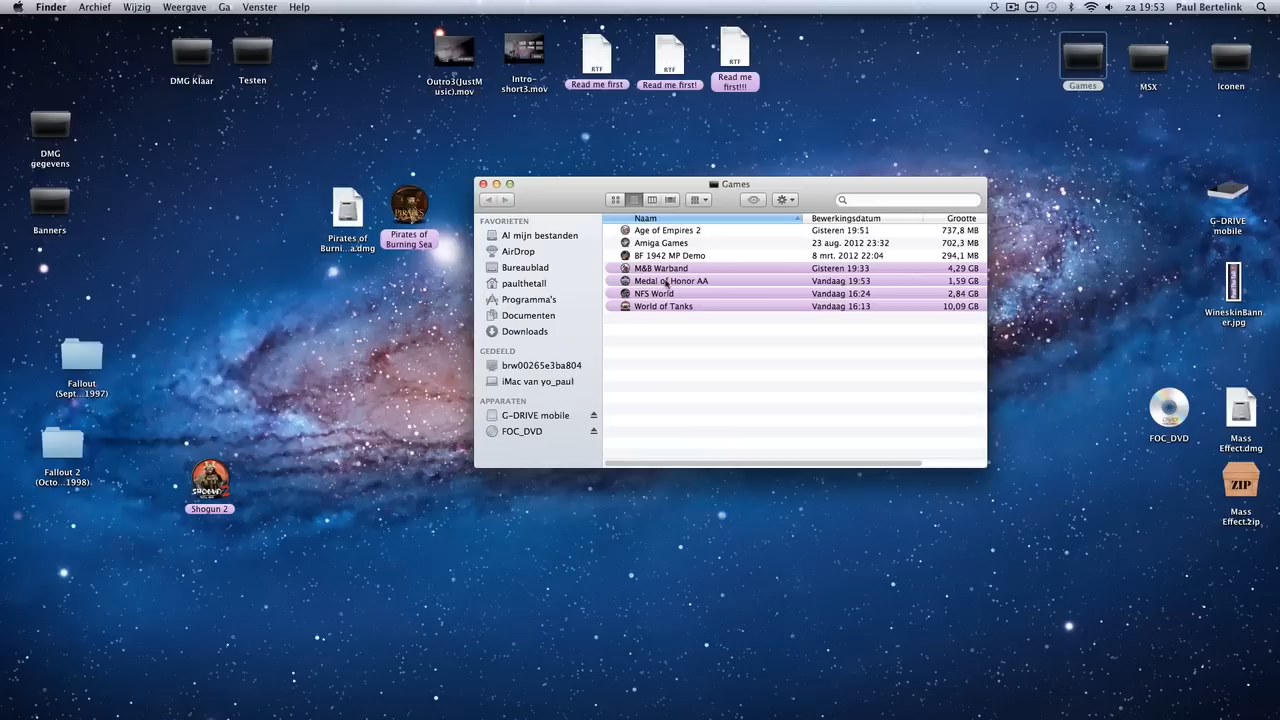 Finder Archief Wijzig Weergave Ga Venster Help za 19:53 Paul Bertelink
DMG Klaar
Testen
Outro3(JustM
usic).mov
Intro-
short3.mov
RTF
Read me first
RTF
Read me first!
RTF
Read me
first!!!
Games
MSX
Iconen
DMG
gegevens
Banners
Pirates of
Burni...a.dmg
PIRATES
Pirates of
Burning Sea
Fallout
(Sept...1997)
Fallout 2
(Octo...1998)
SHOGUN 2
Shogun 2
Games
FAVORIETEN
Al mijn bestanden
AirDrop
Bureaublad
paulthetall
Programma's
Documenten
Downloads
GEDEELD
brw00265e3ba804
iMac van yo_paul
APPARATEN
G-DRIVE mobile
FOC_DVD
Naam Bewerkingsdatum Grootte
Age of Empires 2 Gisteren 19:51 737,8 MB
Amiga Games 23 aug. 2012 23:32 702,3 MB
BF 1942 MP Demo 8 mrt. 2012 22:04 294,1 MB
M&B Warband Gisteren 19:33 4,29 GB
Medal of Honor AA Vandaag 19:53 1,59 GB
NFS World Vandaag 16:24 2,84 GB
World of Tanks Vandaag 16:13 10,09 GB
G-DRIVE
mobile
WineskinBann
er.jpg
DVD
FOC_DVD
Mass
Effect.dmg
ZIP
Mass
Effect.zip